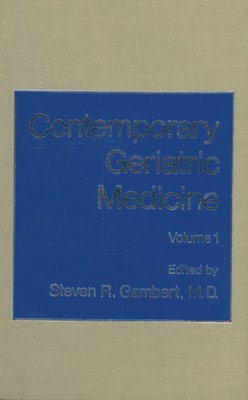 Contemporary
Geriatric
Medicine
Volume 1
Edited by
Steven R. Gambert, M.D.